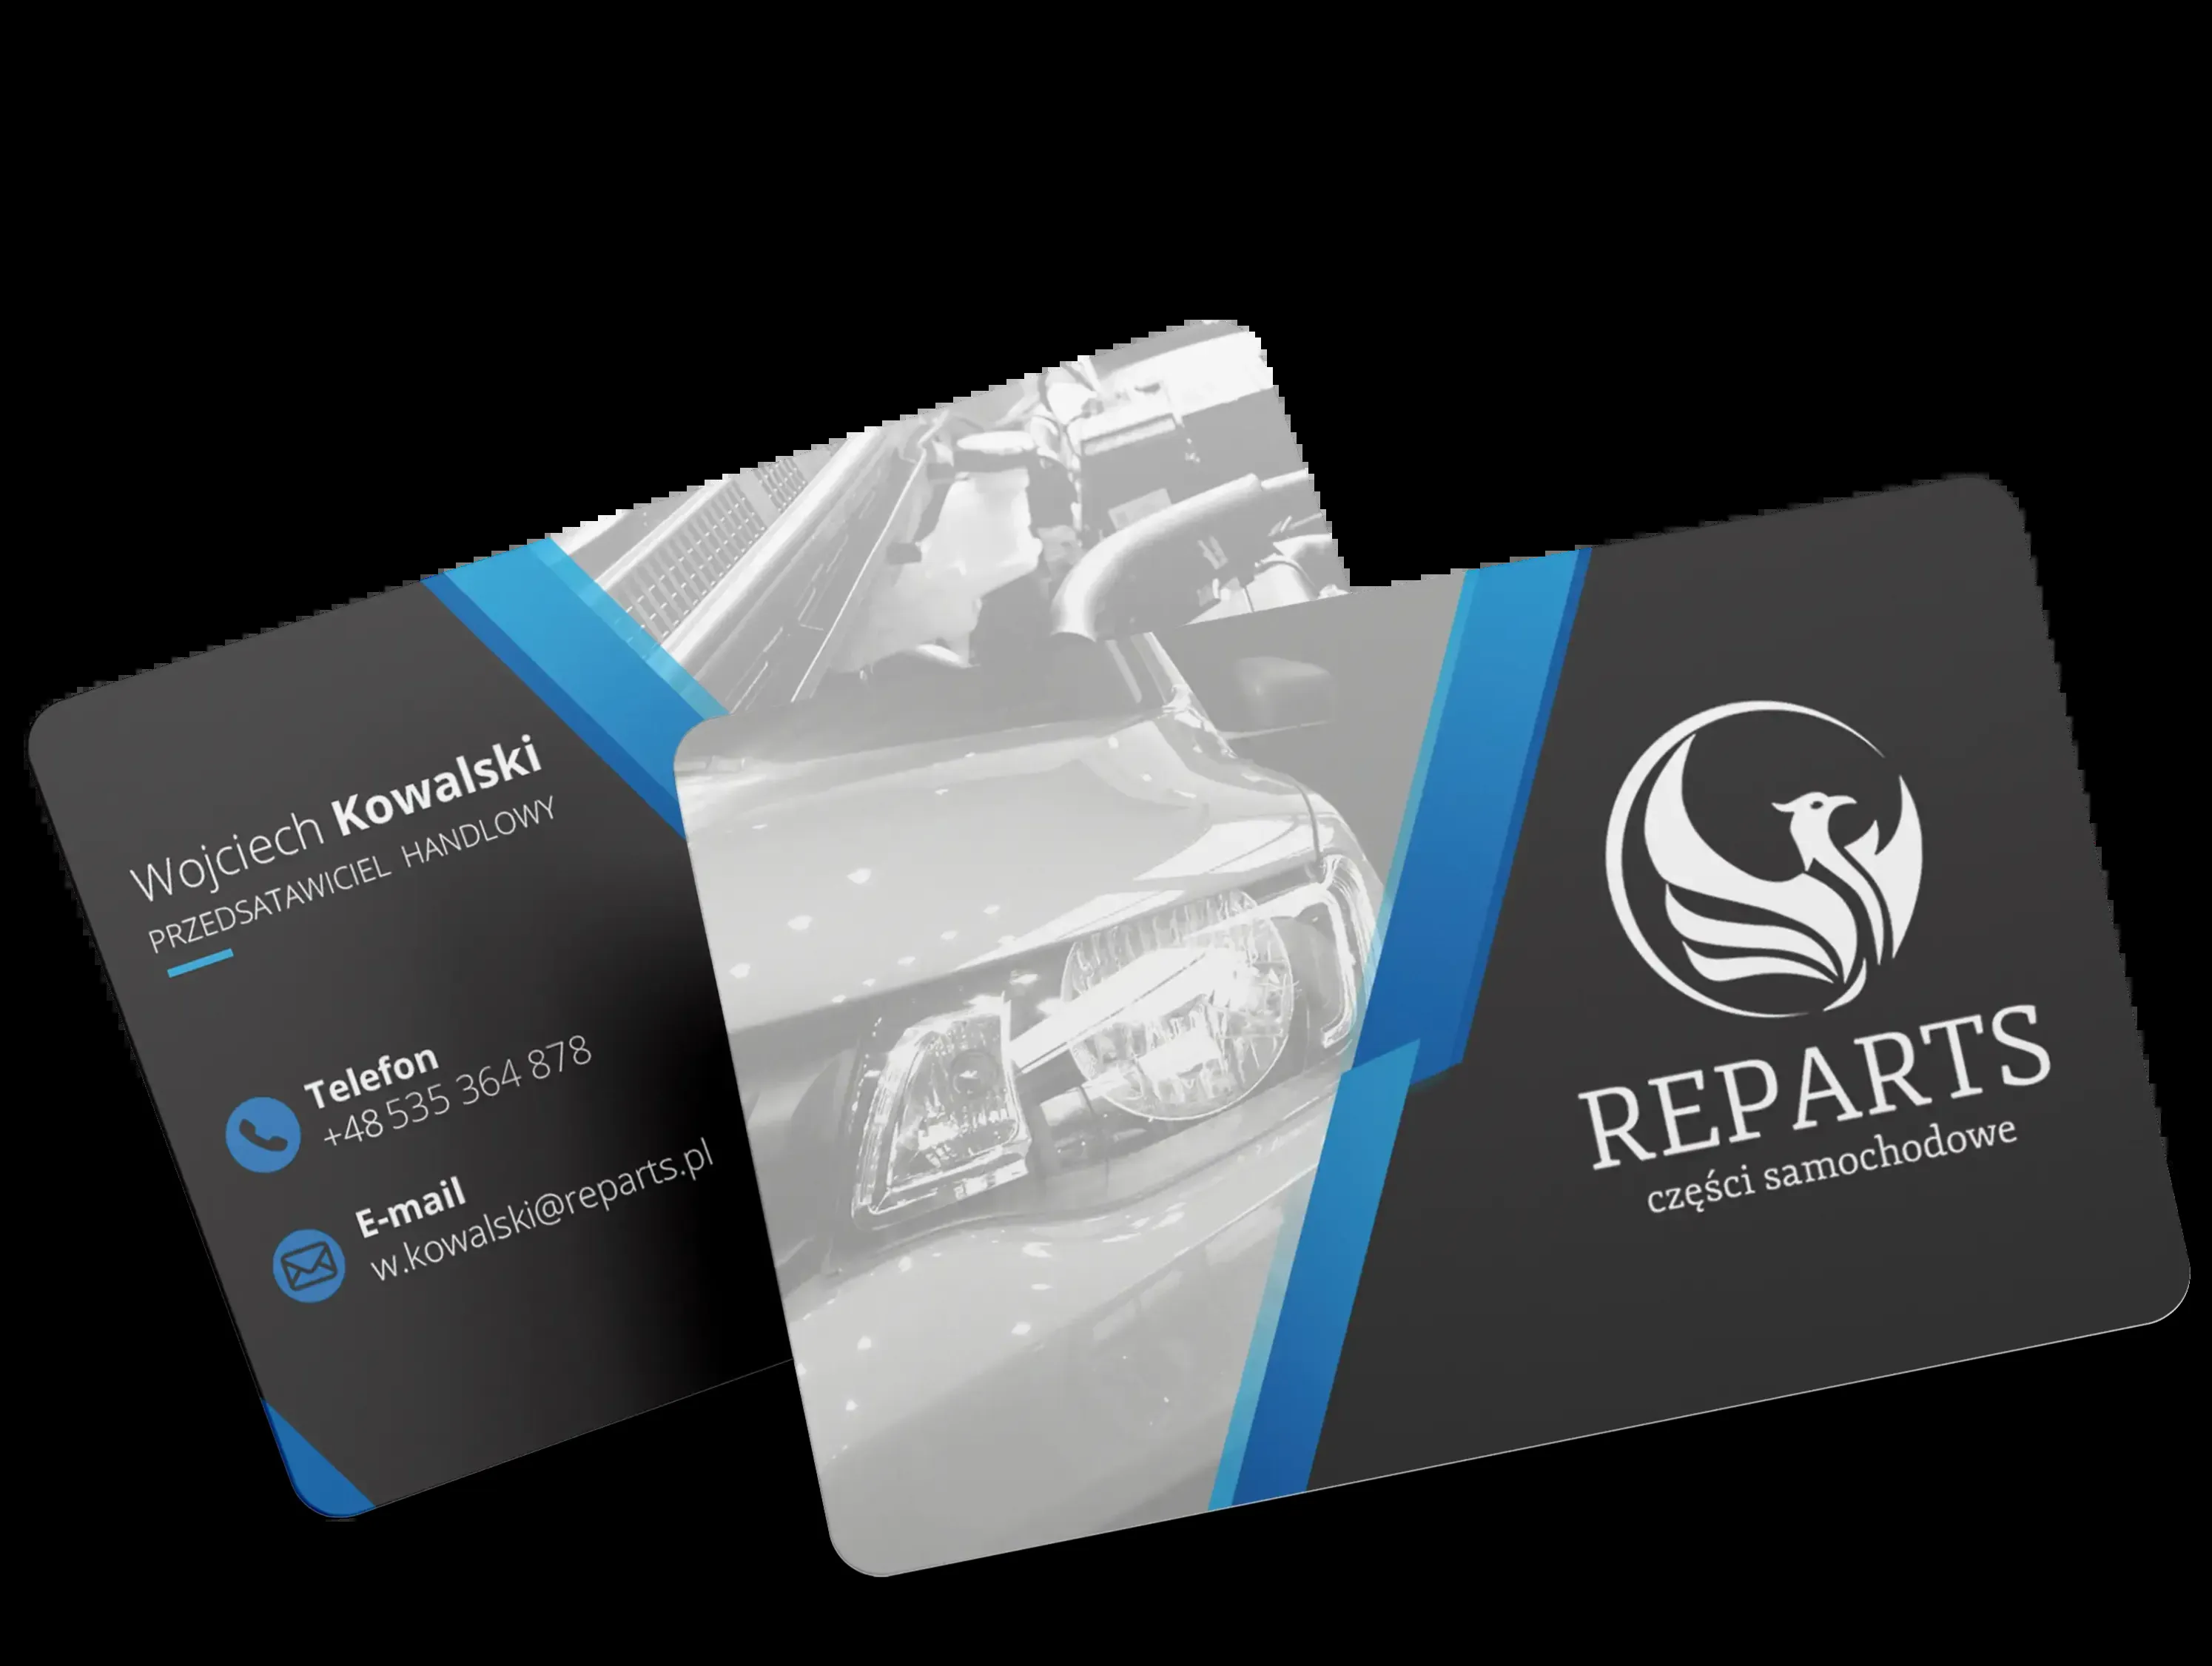 Wojciech Kowalski
PRZEDSATAWICIEL HANDLOWY
Telefon
+48 535 364 878
E-mail
w.kowalski@reparts.pl
REPARTS
części samochodowe